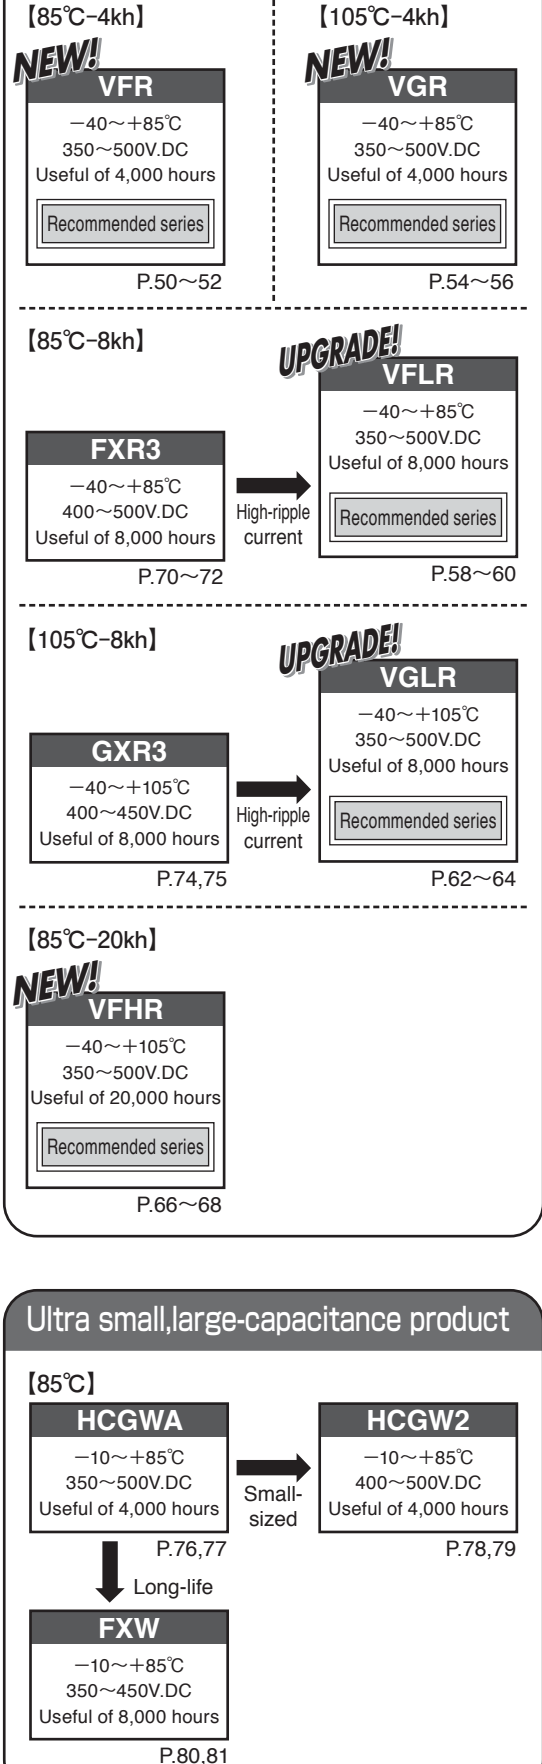 【85℃-4kh】
NEW!
VFR
－40～＋85℃
350～500V.DC
Useful of 4,000 hours
Recommended series
P.50～52
【105℃-4kh】
NEW!
VGR
－40～＋85℃
350～500V.DC
Useful of 4,000 hours
Recommended series
P.54～56
【85℃-8kh】
FXR3
－40～＋85℃
400～500V.DC
Useful of 8,000 hours
P.70～72
High-ripple
current
UPGRADE!
VFLR
－40～＋85℃
350～500V.DC
Useful of 8,000 hours
Recommended series
P.58～60
【105℃-8kh】
GXR3
－40～＋105℃
400～450V.DC
Useful of 8,000 hours
P.74,75
High-ripple
current
UPGRADE!
VGLR
－40～＋105℃
350～500V.DC
Useful of 8,000 hours
Recommended series
P.62～64
【85℃-20kh】
NEW!
VFHR
－40～＋105℃
350～500V.DC
Useful of 20,000 hours
Recommended series
P.66～68
Ultra small,large-capacitance product
【85℃】
HCGWA
－10～＋85℃
350～500V.DC
Useful of 4,000 hours
P.76,77
Small-
sized
HCGW2
－10～＋85℃
400～500V.DC
Useful of 4,000 hours
P.78,79
Long-life
FXW
－10～＋85℃
350～450V.DC
Useful of 8,000 hours
P.80,81